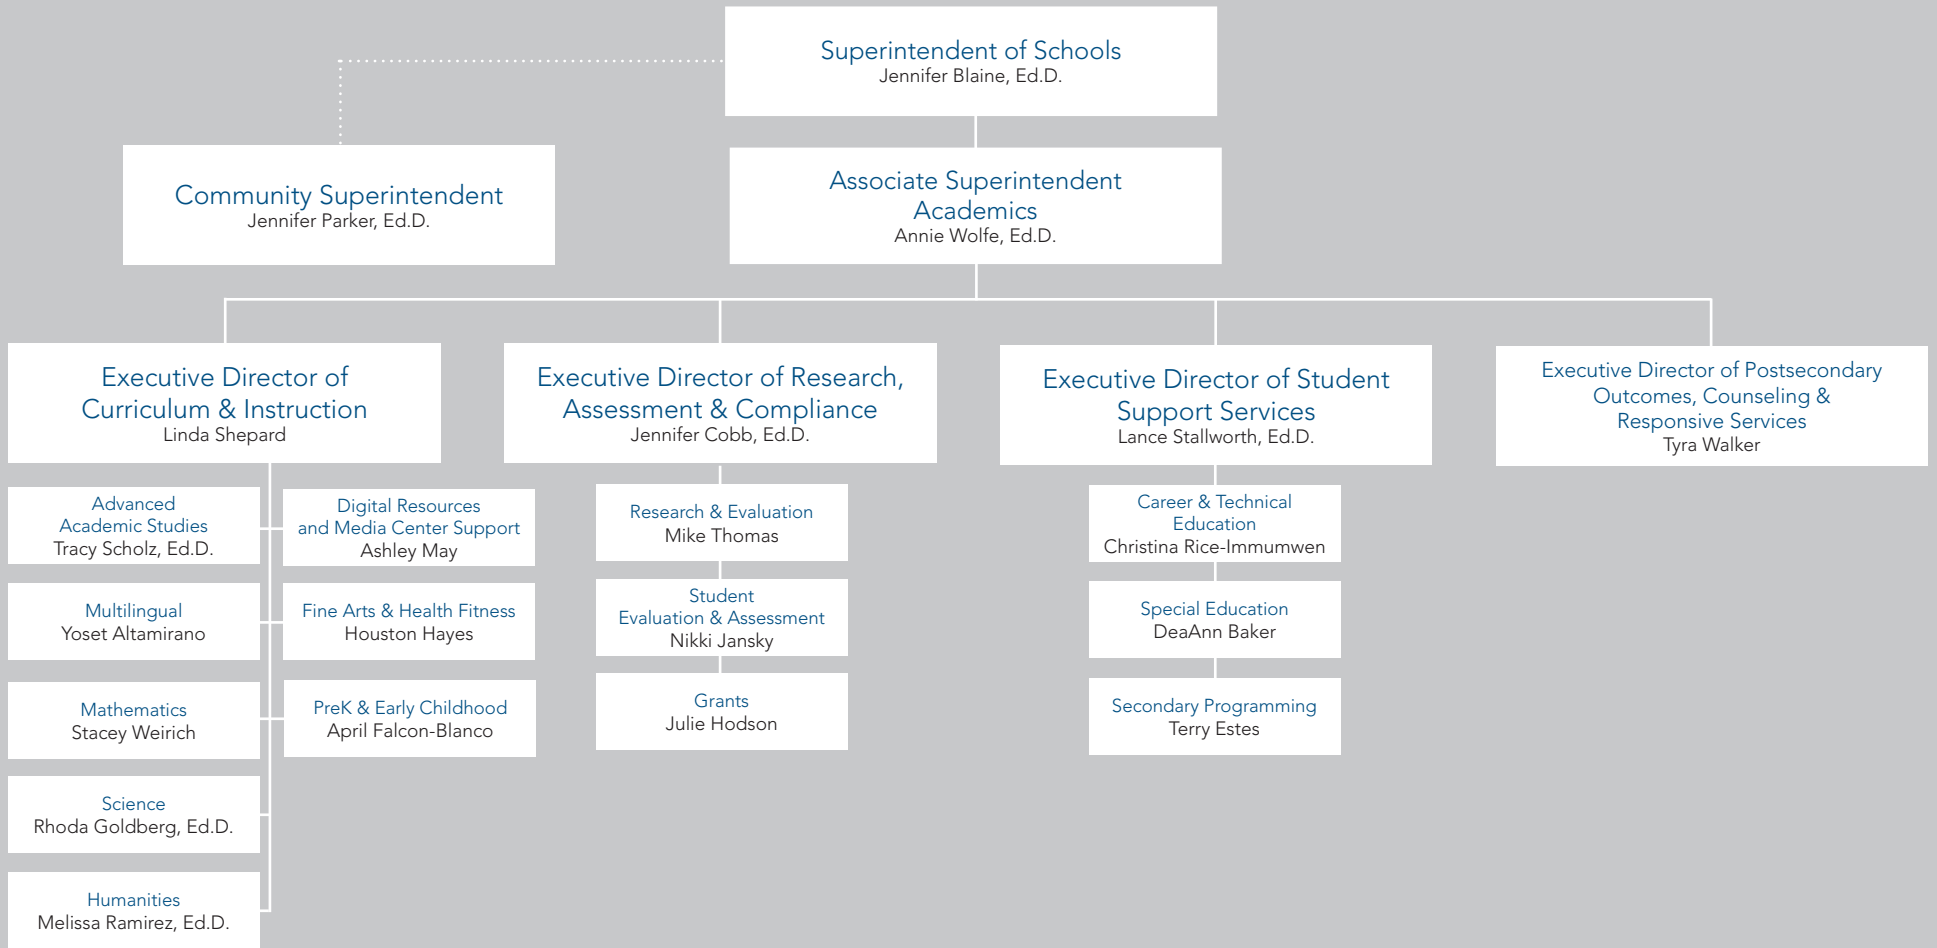 Superintendent of Schools
Jennifer Blaine, Ed.D.
Community Superintendent
Jennifer Parker, Ed.D.
Associate Superintendent
Academics
Annie Wolfe, Ed.D.
Executive Director of
Curriculum & Instruction
Linda Shepard
Executive Director of Research,
Assessment & Compliance
Jennifer Cobb, Ed.D.
Executive Director of Student
Support Services
Lance Stallworth, Ed.D.
Executive Director of Postsecondary
Outcomes, Counseling &
Responsive Services
Tyra Walker
Advanced
Academic Studies
Tracy Scholz, Ed.D.
Digital Resources
and Media Center Support
Ashley May
Multilingual
Yoset Altamirano
Fine Arts & Health Fitness
Houston Hayes
Mathematics
Stacey Weirich
PreK & Early Childhood
April Falcon-Blanco
Science
Rhoda Goldberg, Ed.D.
Humanities
Melissa Ramirez, Ed.D.
Research & Evaluation
Mike Thomas
Student
Evaluation & Assessment
Nikki Jansky
Grants
Julie Hodson
Career & Technical
Education
Christina Rice-Immumwen
Special Education
DeaAnn Baker
Secondary Programming
Terry Estes